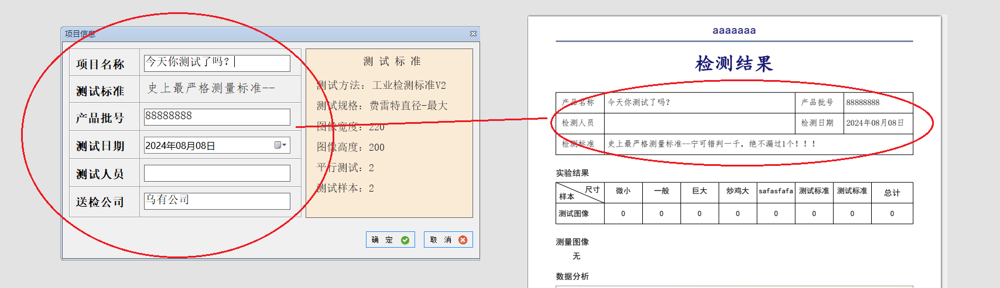 项目信息
项目名称 今天你测试了吗?
测试标准 史上最严格测量标准--
产品批号 88888888
测试日期 2024年08月08日
测试人员
送检公司 乌有公司
测 试 标 准
测试方法: 工业检测标准V2
测试规格: 费雷特直径-最大
图像宽度: 220
图像高度: 200
平行测试: 2
测试样本: 2
确 定
取 消
aaaaaaa
检测结果
产品名称 今天你测试了吗? 产品批号 88888888
检测人员 检测日期 2024年08月08日
检测标准 史上最严格测量标准--宁可错判一千, 绝不漏过1个! ! !
实验结果
尺寸 样本 微小 一般 巨大 炒鸡大 safasfafa 测试标准 测试标准 总计
测试图像 0 0 0 0 0 0 0 0
测量图像
无
数据分析